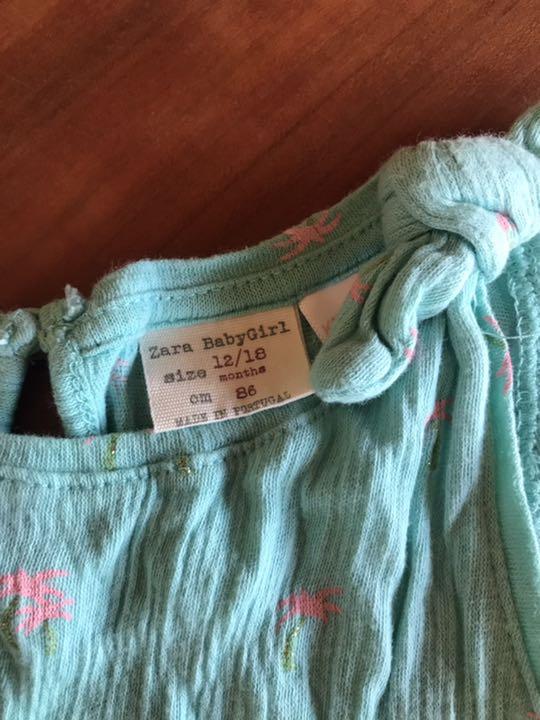 Zara BabyGirl
size 12/18
months
cm 86
MADE IN PORTUGAL